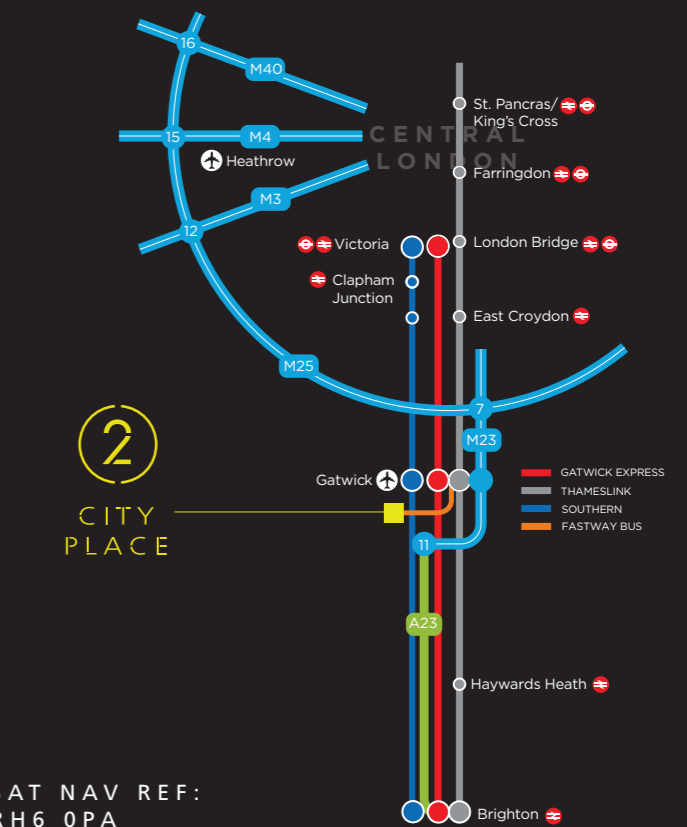 16
M40
St. Pancras/
King's Cross
15
M4
CENTRAL
LONDON
Heathrow
Farringdon
M3
12
Victoria
London Bridge
Clapham
Junction
East Croydon
M25
7
2
M23
Gatwick
GATWICK EXPRESS
THAMESLINK
SOUTHERN
FASTWAY BUS
CITY
PLACE
11
A23
Haywards Heath
SAT NAV REF:
RH6 0PA
Brighton